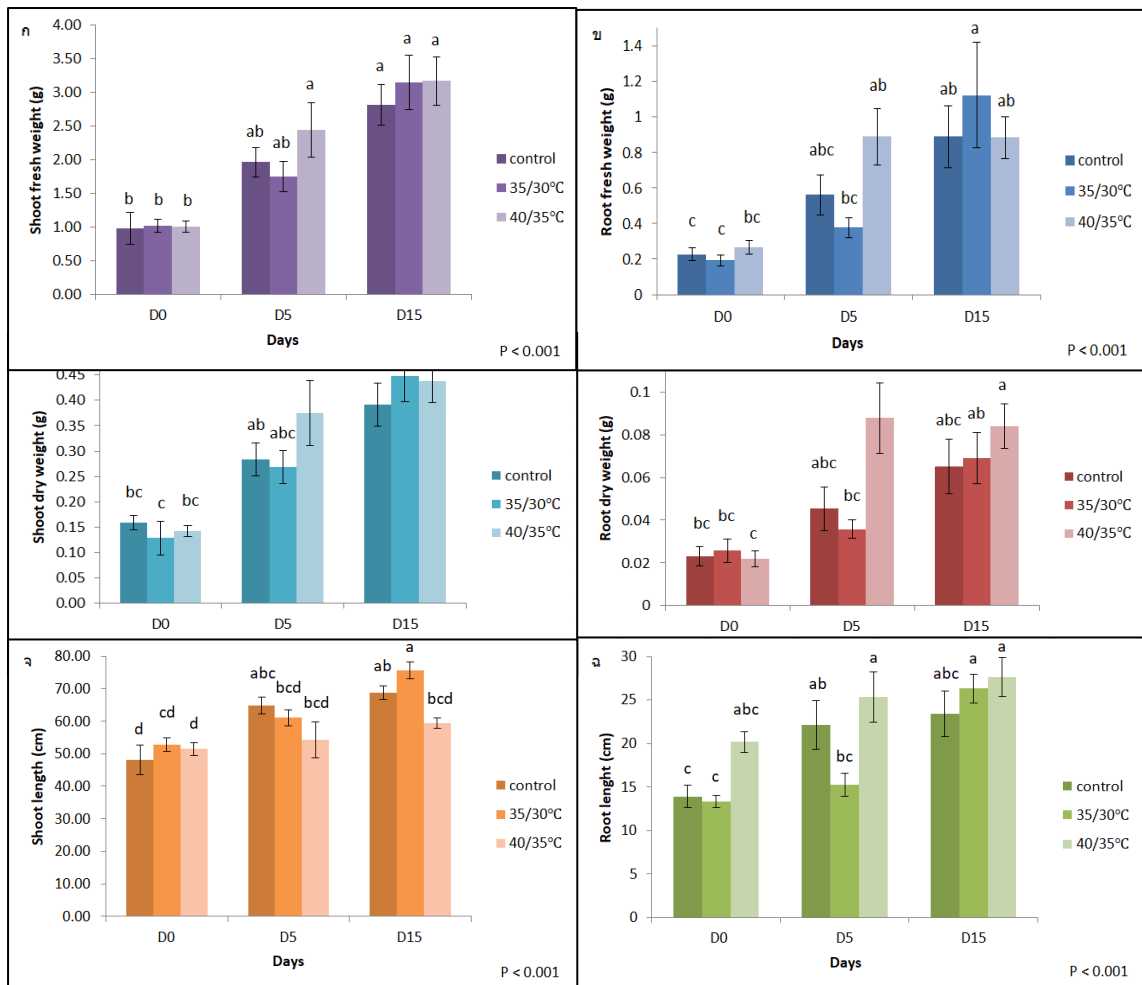 ก
Shoot fresh weight (g)
4.00
3.50
3.00
2.50
2.00
1.50
1.00
0.50
0.00
b b b
ab ab a
a a a
D0 D5 D15
Days
control
35/30°C
40/35°C
P < 0.001
ข
Root fresh weight (g)
1.4
1.2
1
0.8
0.6
0.4
0.2
0
c c bc
abc bc ab
ab a ab
D0 D5 D15
Days
control
35/30°C
40/35°C
P < 0.001
Shoot dry weight (g)
0.45
0.40
0.35
0.30
0.25
0.20
0.15
0.10
0.05
0.00
bc c bc
ab abc
D0 D5 D15
control
35/30°C
40/35°C
Root dry weight (g)
0.1
0.08
0.06
0.04
0.02
0
bc bc c
abc bc
abc ab a
D0 D5 D15
control
35/30°C
40/35°C
จ
Shoot length (cm)
80.00
70.00
60.00
50.00
40.00
30.00
20.00
10.00
0.00
d cd d
abc bcd bcd
ab a bcd
D0 D5 D15
Days
control
35/30°C
40/35°C
P < 0.001
ฉ
Root lenght (cm)
30
25
20
15
10
5
0
c c abc
ab bc a
abc a a
D0 D5 D15
Days
control
35/30°C
40/35°C
P < 0.001